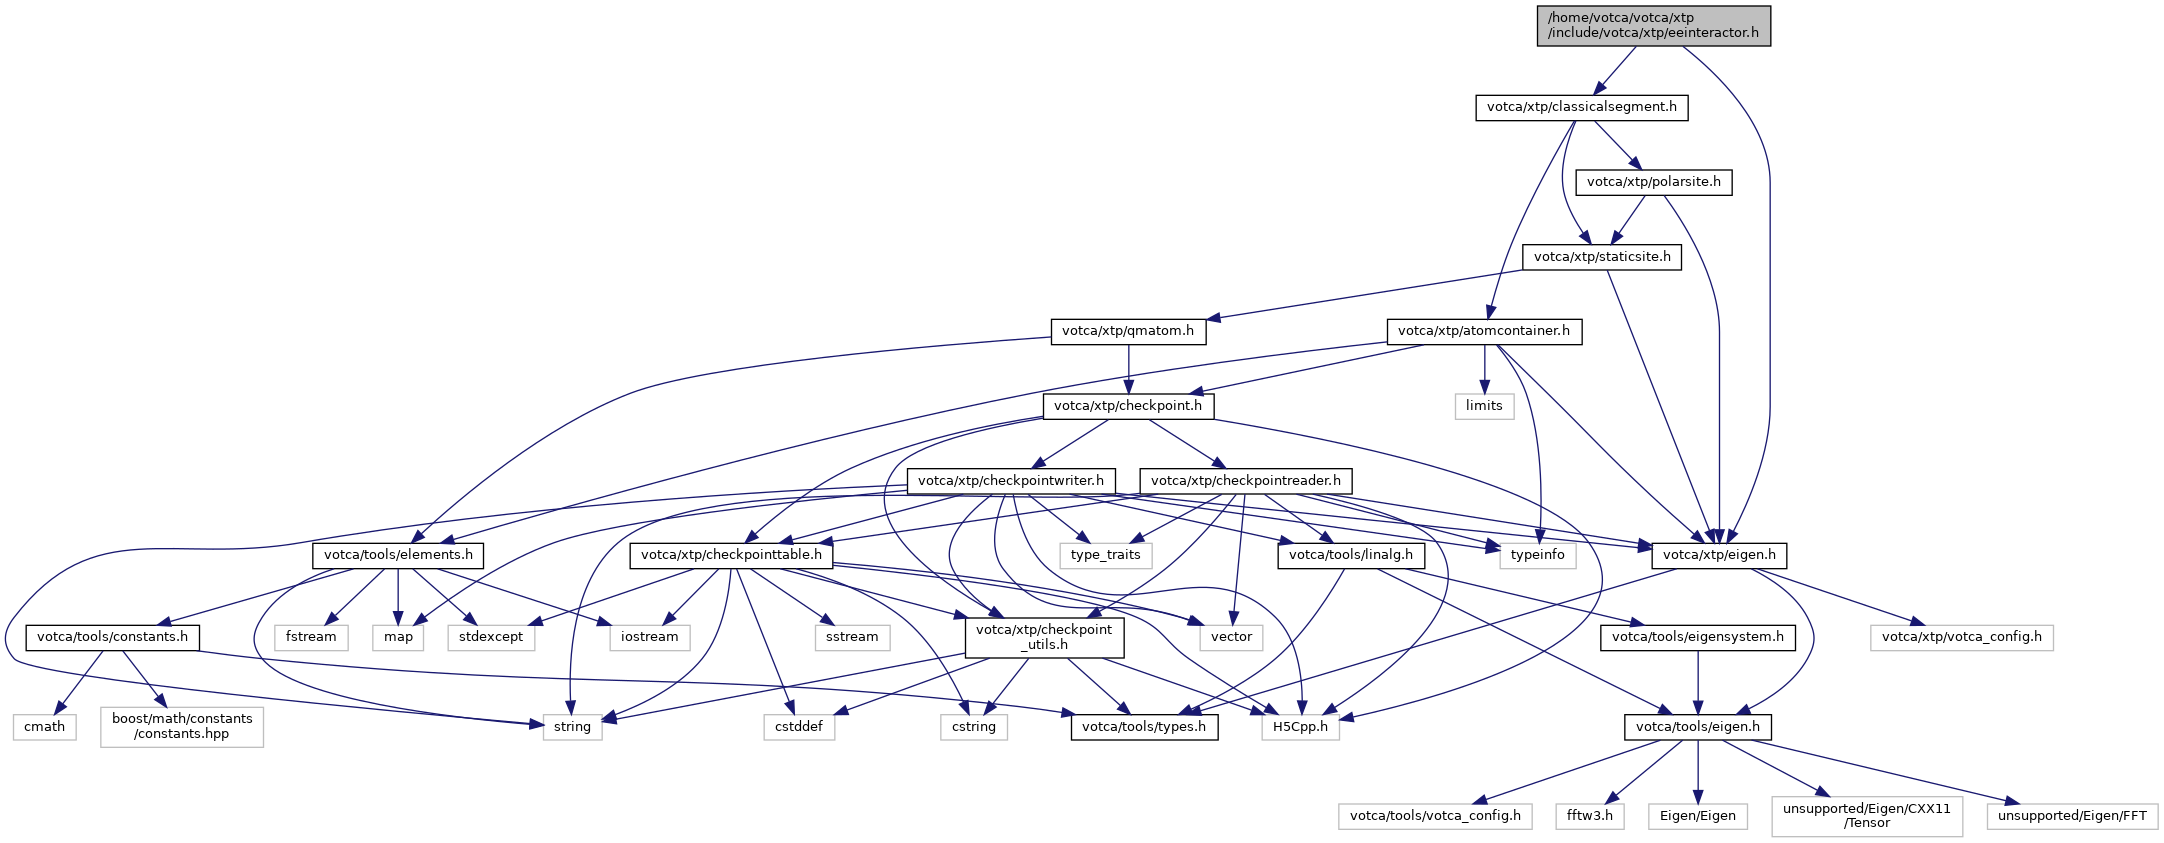 /home/votca/votca/xtp
/include/votca/xtp/eeinteractor.h
votca/xtp/classicalsegment.h
votca/xtp/polarsite.h
votca/xtp/staticsite.h
votca/xtp/qmatom.h
votca/xtp/atomcontainer.h
votca/xtp/checkpoint.h
limits
votca/xtp/checkpointwriter.h
votca/xtp/checkpointreader.h
votca/tools/elements.h
votca/xtp/checkpointtable.h
type_traits
votca/tools/linalg.h
typeinfo
votca/xtp/eigen.h
votca/tools/constants.h
fstream
map
stdexcept
iostream
sstream
votca/xtp/checkpoint
_utils.h
vector
votca/tools/eigensystem.h
votca/xtp/votca_config.h
cmath
boost/math/constants
/constants.hpp
string
cstddef
cstring
votca/tools/types.h
H5Cpp.h
votca/tools/eigen.h
votca/tools/votca_config.h
fftw3.h
Eigen/Eigen
unsupported/Eigen/CXX11
/Tensor
unsupported/Eigen/FFT